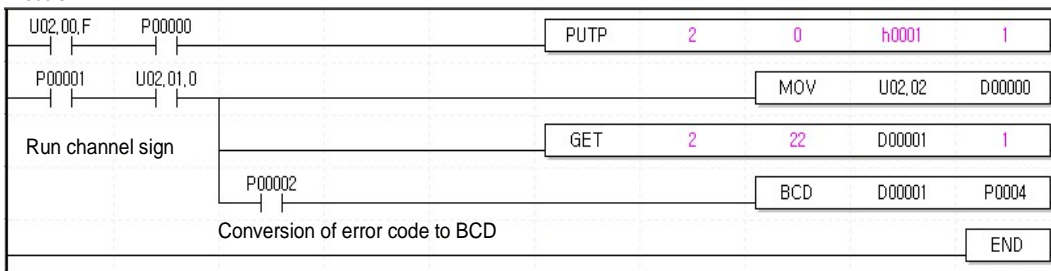 U02,00,F P00000
PUTP 2 0 h0001 1
P00001 U02,01,0
MOV U02,02 D00000
Run channel sign
GET 2 22 D00001 1
P00002
BCD D00001 P0004
Conversion of error code to BCD
END